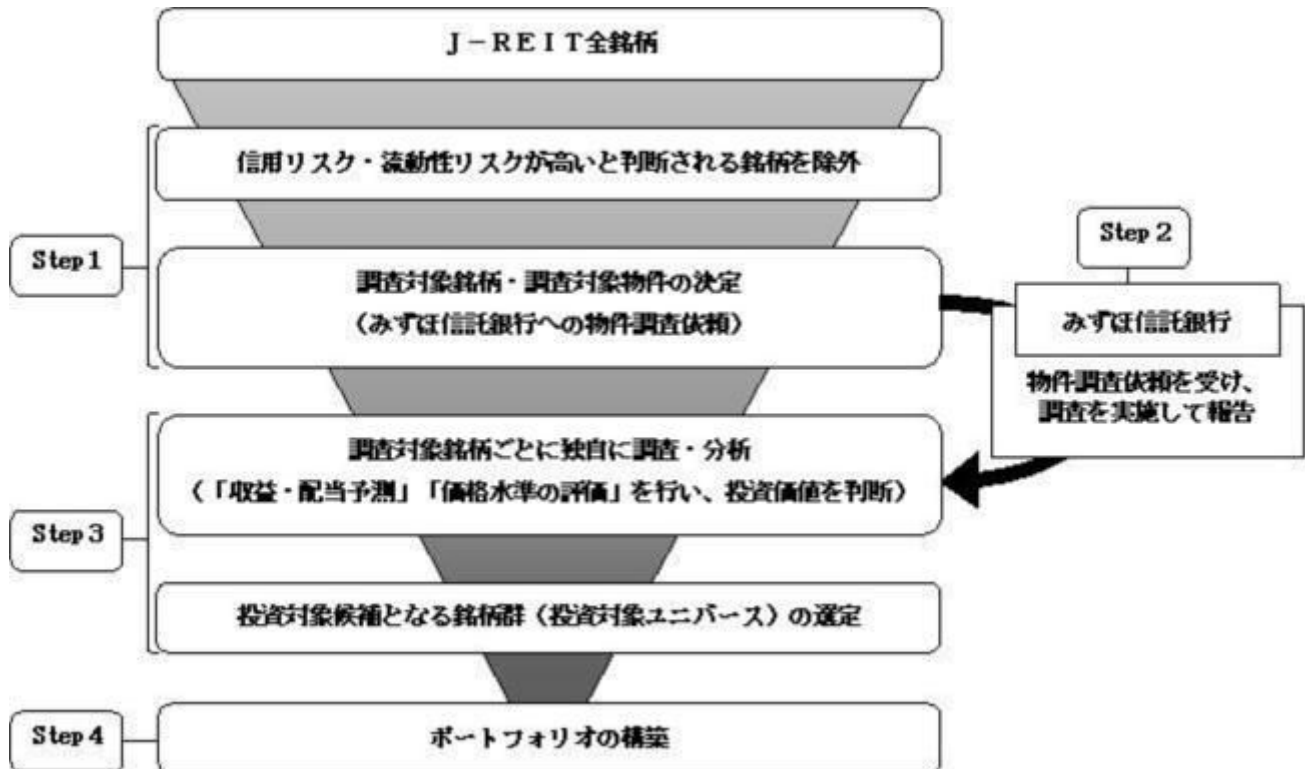 J－REIT全銘柄
信用リスク・流動性リスクが高いと判断される銘柄を除外
Step1
調査対象銘柄・調査対象物件の決定
（みずほ信託銀行への物件調査依頼）
Step2
みずほ信託銀行
物件調査依頼を受け、
調査を実施して報告
Step3
調査対象銘柄ごとに独自に調査・分析
（「収益・配当予測」「価格水準の評価」を行い、投資価値を判断）
投資対象候補となる銘柄群（投資対象ユニバース）の選定
Step4
ポートフォリオの構築